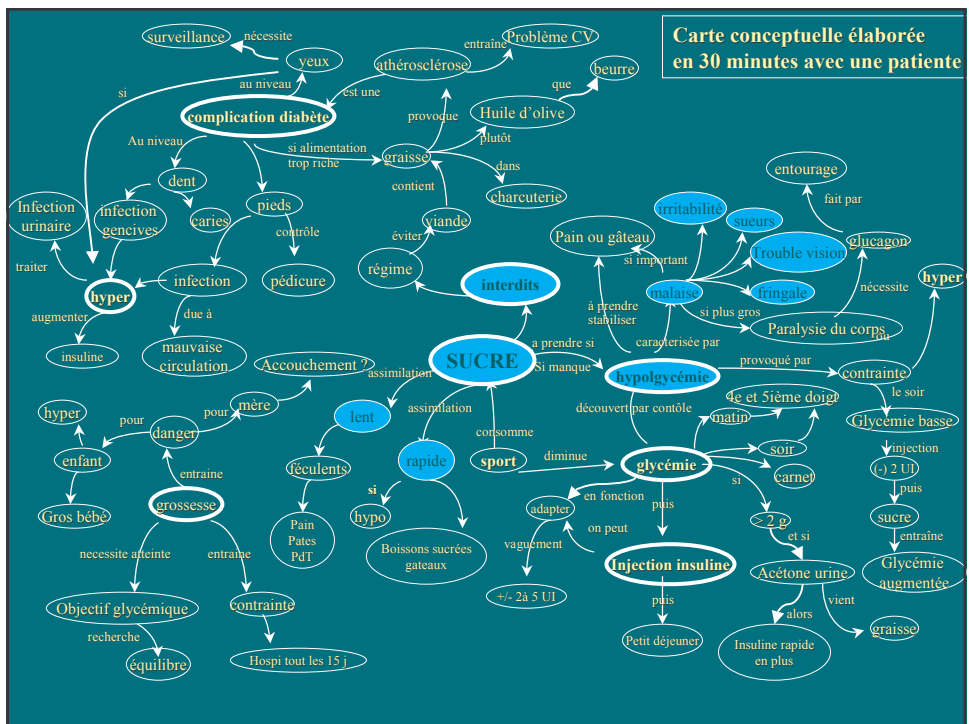 Carte conceptuelle élaborée
en 30 minutes avec une patiente
surveillance
nécessite
yeux
si
au niveau
complication diabète
est une
athérosclérose
entraîne
Problème CV
beurre
que
Huile d’olive
plutôt
provoque
si alimentation
trop riche
graisse
dans
charcuterie
contient
viande
éviter
régime
Au niveau
dent
caries
infection
gencives
Infection
urinaire
traiter
hyper
augmenter
insuline
pieds
contrôle
pédicure
infection
due à
mauvaise
circulation
interdits
SUCRE
a prendre si
Si manque
hypolgycémie
à prendre
stabiliser
Pain ou gâteau
si important
malaise
caracterisée par
irritabilité
sueurs
Trouble vision
fringale
si plus gros
Paralysie du corps
nécessite
glucagon
fait par
entourage
ou
hyper
provoqué par
contrainte
le soir
Glycémie basse
injection
(-) 2 UI
puis
sucre
entraîne
Glycémie
augmentée
découvert par contôle
glycémie
matin
4e et 5ième doigt
soir
carnet
si
> 2 g
et si
Acétone urine
alors
Insuline rapide
en plus
vient
graisse
puis
Injection insuline
puis
Petit déjeuner
en fonction
adapter
on peut
vaguement
+/- 2à 5 UI
sport
consomme
diminue
assimilation
lent
féculents
Pain
Pates
PdT
assimilation
rapide
si
hypo
Boissons sucrées
gateaux
Accouchement ?
mère
pour
danger
pour
enfant
hyper
Gros bébé
entraine
grossesse
necessite atteinte
Objectif glycémique
recherche
équilibre
entraine
contrainte
Hospi tout les 15 j